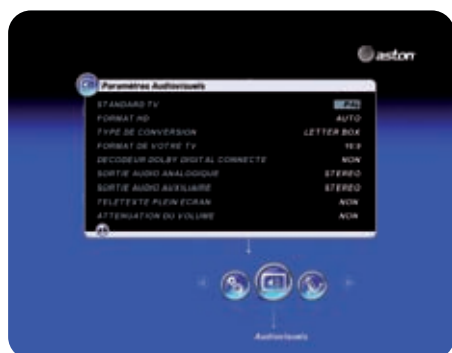 aston
Paramètres Audiovisuels
STANDARD TV PAL
FORMAT HD AUTO
TYPE DE CONVERSION LETTER BOX
FORMAT DE VOTRE TV 16:9
DECODEUR DOLBY DIGITAL CONNECTE NON
SORTIE AUDIO ANALOGIQUE STEREO
SORTIE AUDIO AUXILIAIRE STEREO
TELETEXTE PLEIN ECRAN NON
ATTENUATION DU VOLUME NON
Audiovisuels